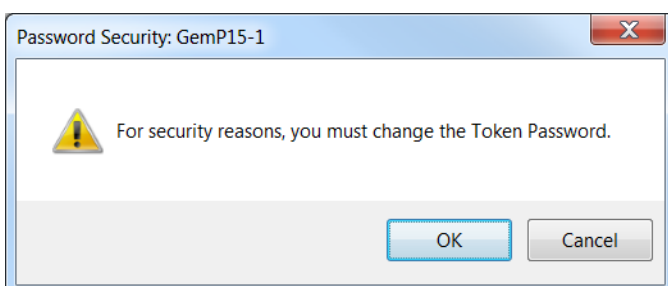 Password Security: GemP15-1
For security reasons, you must change the Token Password.
OK
Cancel